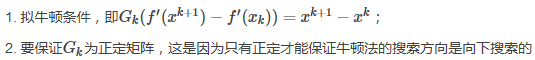 1. 拟牛顿条件，即$G_k(f'(x^{k+1}) - f'(x_k)) = x^{k+1} - x^k$；
2. 要保证$G_k$为正定矩阵，这是因为只有正定才能保证牛顿法的搜索方向是向下搜索的